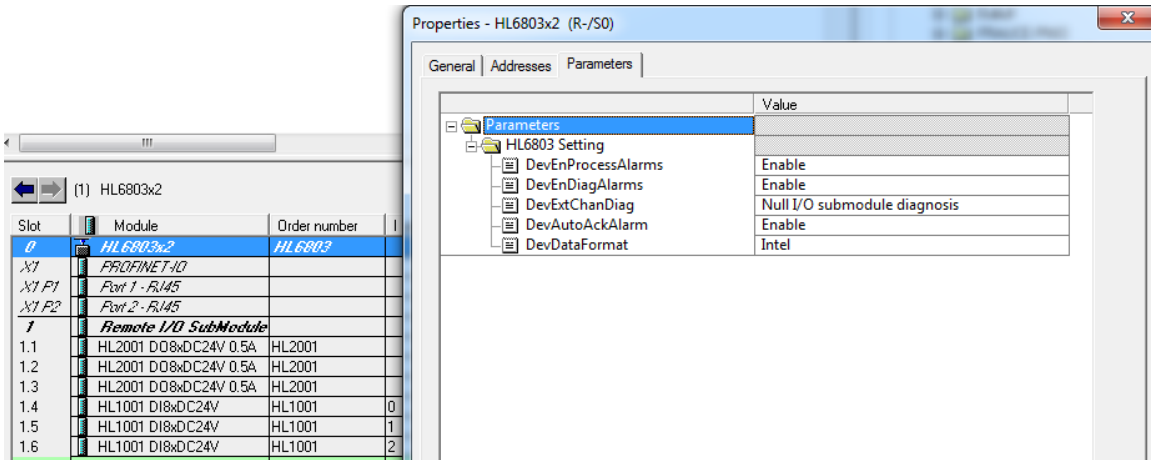 Properties - HL6803x2 (R-/S0)
General Addresses Parameters
Value
Parameters
HL6803 Setting
DevEnProcessAlarms Enable
DevEnDiagAlarms Enable
DevExtChanDiag Null I/O submodule diagnosis
DevAutoAckAlarm Enable
DevDataFormat Intel
(1) HL6803x2
Slot Module Order number I
0 HL6803x2 HL6803
X1 PROFINET-IO
X1 P1 Port 1 - RJ45
X1 P2 Port 2 - RJ45
1 Remote I/O SubModule
1.1 HL2001 DO8xDC24V 0.5A HL2001
1.2 HL2001 DO8xDC24V 0.5A HL2001
1.3 HL2001 DO8xDC24V 0.5A HL2001
1.4 HL1001 DI8xDC24V HL1001 0
1.5 HL1001 DI8xDC24V HL1001 1
1.6 HL1001 DI8xDC24V HL1001 2